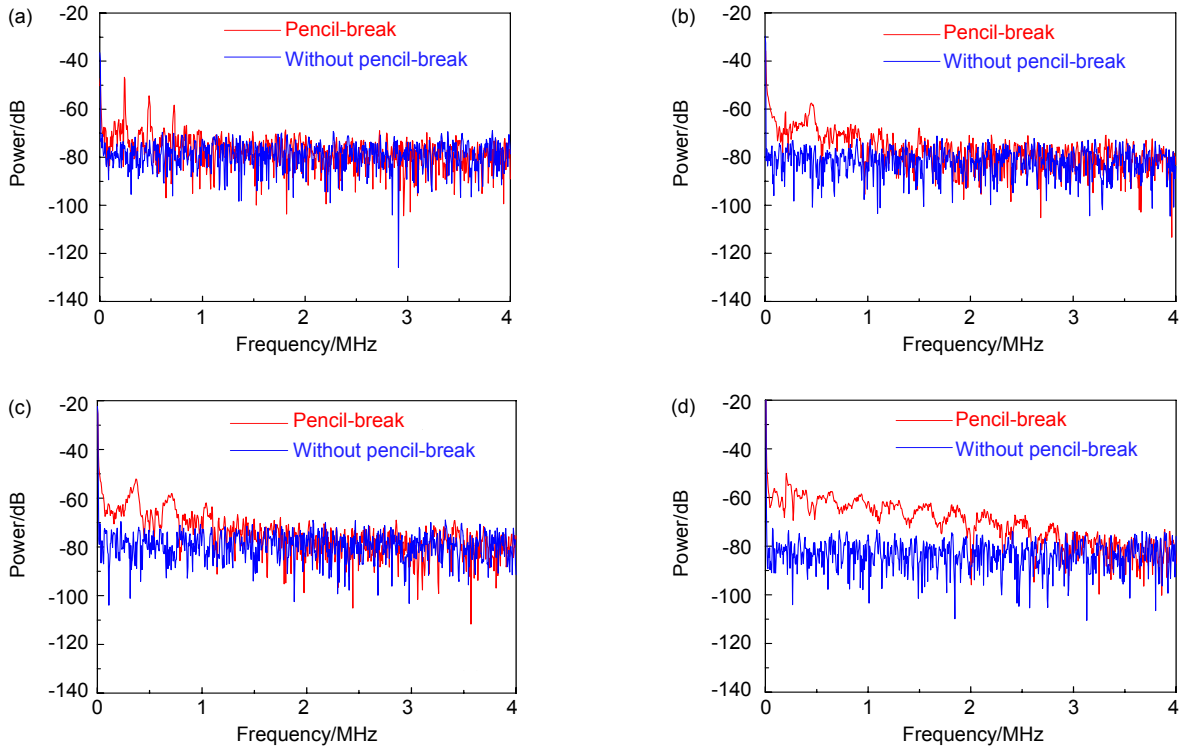 (a)
-20
-40
-60
-80
-100
-120
-140
Power/dB
Pencil-break
Without pencil-break
0 1 2 3 4
Frequency/MHz
(b)
-20
-40
-60
-80
-100
-120
-140
Power/dB
Pencil-break
Without pencil-break
0 1 2 3 4
Frequency/MHz
(c)
-20
-40
-60
-80
-100
-120
-140
Power/dB
Pencil-break
Without pencil-break
0 1 2 3 4
Frequency/MHz
(d)
-20
-40
-60
-80
-100
-120
-140
Power/dB
Pencil-break
Without pencil-break
0 1 2 3 4
Frequency/MHz